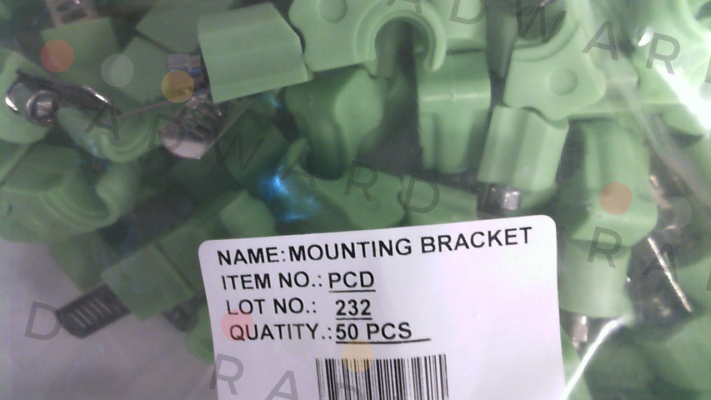 NAME:MOUNTING BRACKET
ITEM NO.: PCD
LOT NO.: 232
QUATITY.:50 PCS